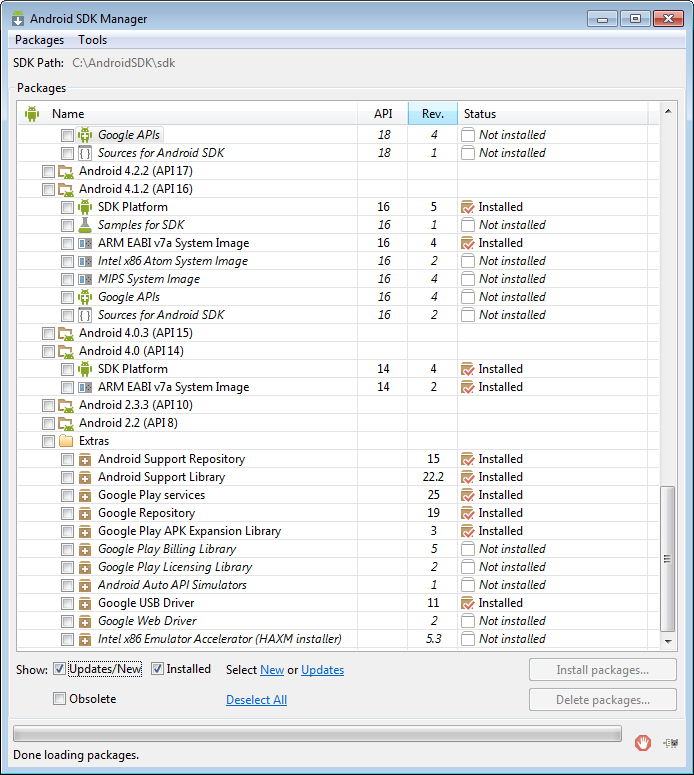 Android SDK Manager
Packages Tools
SDK Path: C:\AndroidSDK\sdk
Packages
Name API Rev. Status
Google APIs 18 4 Not installed
Sources for Android SDK 18 1 Not installed
Android 4.2.2 (API 17)
Android 4.1.2 (API 16)
SDK Platform 16 5 Installed
Samples for SDK 16 1 Not installed
ARM EABI v7a System Image 16 4 Installed
Intel x86 Atom System Image 16 2 Not installed
MIPS System Image 16 4 Not installed
Google APIs 16 4 Not installed
Sources for Android SDK 16 2 Not installed
Android 4.0.3 (API 15)
Android 4.0 (API 14)
SDK Platform 14 4 Installed
ARM EABI v7a System Image 14 2 Installed
Android 2.3.3 (API 10)
Android 2.2 (API 8)
Extras
Android Support Repository 15 Installed
Android Support Library 22.2 Installed
Google Play services 25 Installed
Google Repository 19 Installed
Google Play APK Expansion Library 3 Installed
Google Play Billing Library 5 Not installed
Google Play Licensing Library 2 Not installed
Android Auto API Simulators 1 Not installed
Google USB Driver 11 Installed
Google Web Driver 2 Not installed
Intel x86 Emulator Accelerator (HAXM installer) 5.3 Not installed
Show: Updates/New Installed Select New or Updates Install packages...
Obsolete Deselect All Delete packages...
Done loading packages.